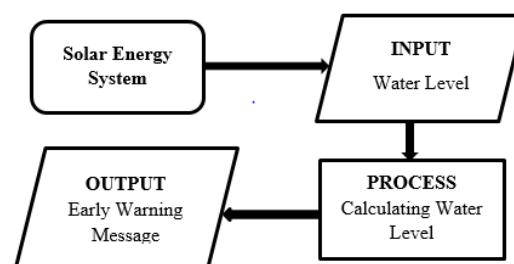 Solar Energy
System
INPUT
Water Level
PROCESS
Calculating Water
Level
OUTPUT
Early Warning
Message